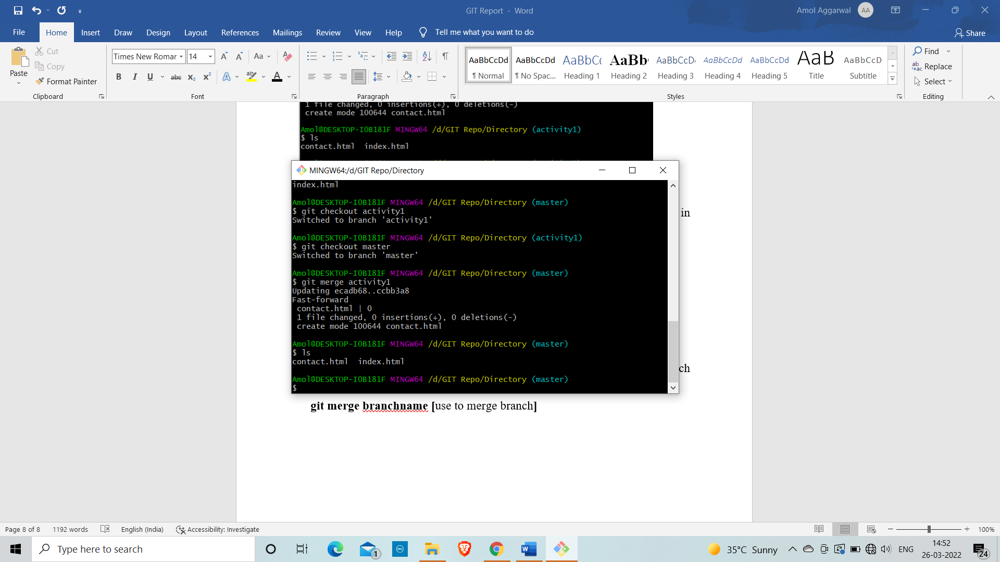 GIT Report - Word
Amol Aggarwal AA
File Home Insert Draw Design Layout References Mailings Review View Help Tell me what you want to do Share
Paste Cut
Copy
Format Painter
Clipboard
Times New Roman 14 Aa
B I U abc x₂ x² A ab A
Font
Paragraph
AaBbCcDd AaBbCcDd AaBbCc AaBb AaBbCcD AaBbCcDd AaBbCcDd AaB AaBbCcD
¶ Normal ¶ No Spac... Heading 1 Heading 2 Heading 3 Heading 4 Heading 5 Title Subtitle
Styles
Find
Replace
Select
Editing
1 file changed, 0 insertions(+), 0 deletions(-)
create mode 100644 contact.html
Amol@DESKTOP-IOB181F MINGW64 /d/GIT Repo/Directory (activity1)
$ ls
contact.html index.html
MINGW64:/d/GIT Repo/Directory
index.html
Amol@DESKTOP-IOB181F MINGW64 /d/GIT Repo/Directory (master)
$ git checkout activity1
Switched to branch 'activity1'
Amol@DESKTOP-IOB181F MINGW64 /d/GIT Repo/Directory (activity1)
$ git checkout master
Switched to branch 'master'
Amol@DESKTOP-IOB181F MINGW64 /d/GIT Repo/Directory (master)
$ git merge activity1
Updating ecadb68..ccbb3a8
Fast-forward
contact.html | 0
1 file changed, 0 insertions(+), 0 deletions(-)
create mode 100644 contact.html
Amol@DESKTOP-IOB181F MINGW64 /d/GIT Repo/Directory (master)
$ ls
contact.html index.html
Amol@DESKTOP-IOB181F MINGW64 /d/GIT Repo/Directory (master)
$
in
ch
git merge branchname [use to merge branch]
Page 8 of 8 1192 words English (India) Accessibility: Investigate 100%
Type here to search
1
DELL
35°C Sunny
ENG
14:52
26-03-2022
24